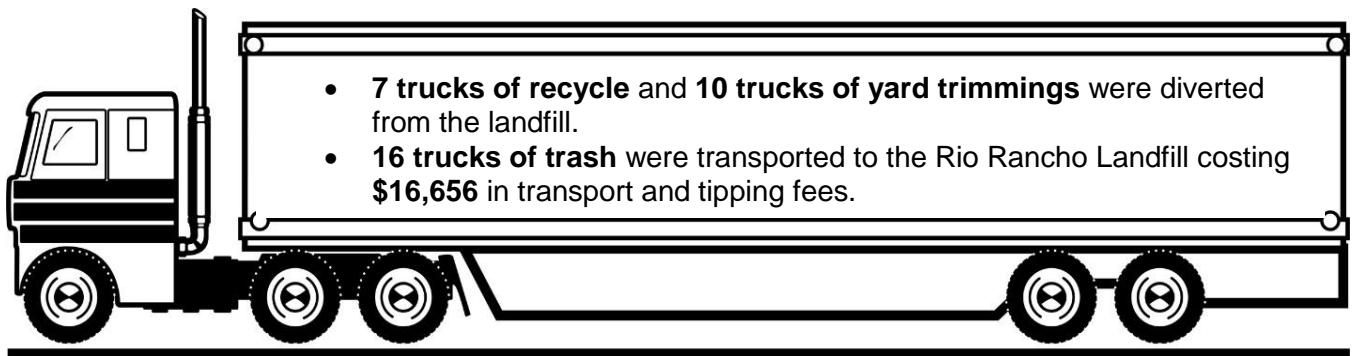 • 7 trucks of recycle and 10 trucks of yard trimmings were diverted
from the landfill.
• 16 trucks of trash were transported to the Rio Rancho Landfill costing
$16,656 in transport and tipping fees.